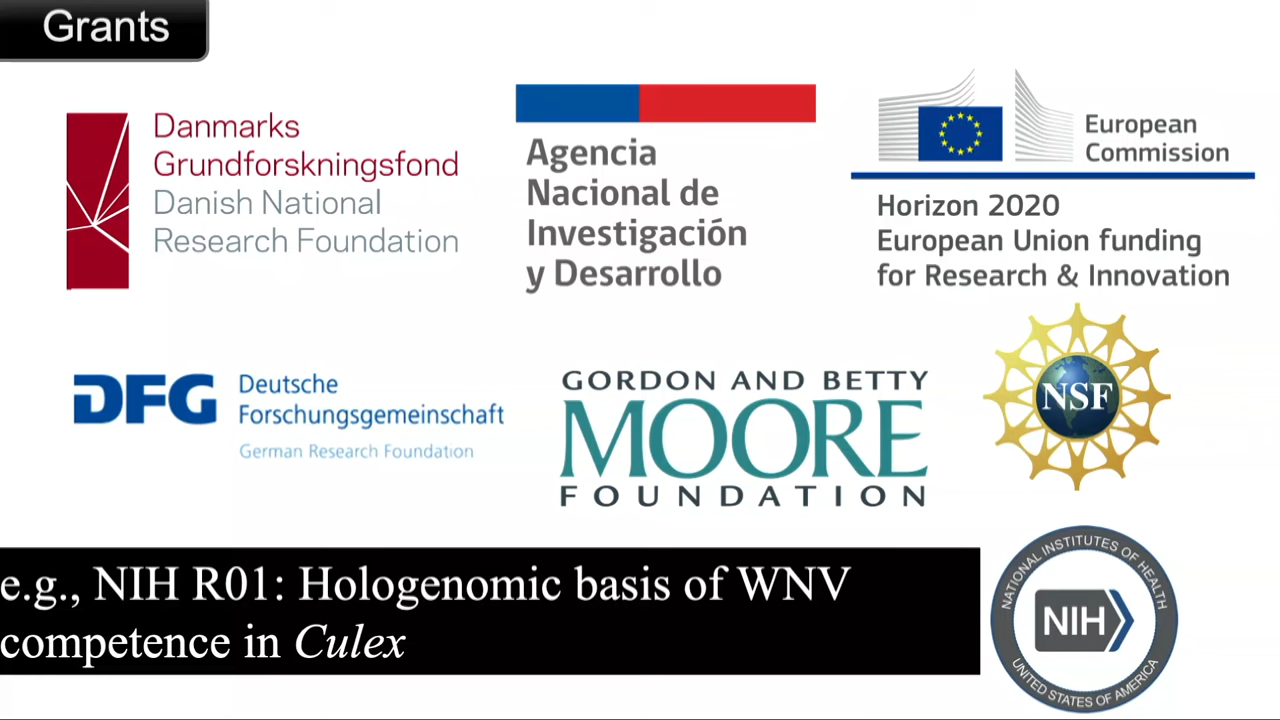 Grants
Danmarks
Grundforskningsfond
Danish National
Research Foundation
Agencia
Nacional de
Investigación
y Desarrollo
European
Commission
Horizon 2020
European Union funding
for Research & Innovation
DFG
Deutsche
Forschungsgemeinschaft
German Research Foundation
GORDON AND BETTY
MOORE
FOUNDATION
NSF
e.g., NIH R01: Hologenomic basis of WNV
competence in Culex
NATIONAL INSTITUTES OF HEALTH
NIH
UNITED STATES OF AMERICA